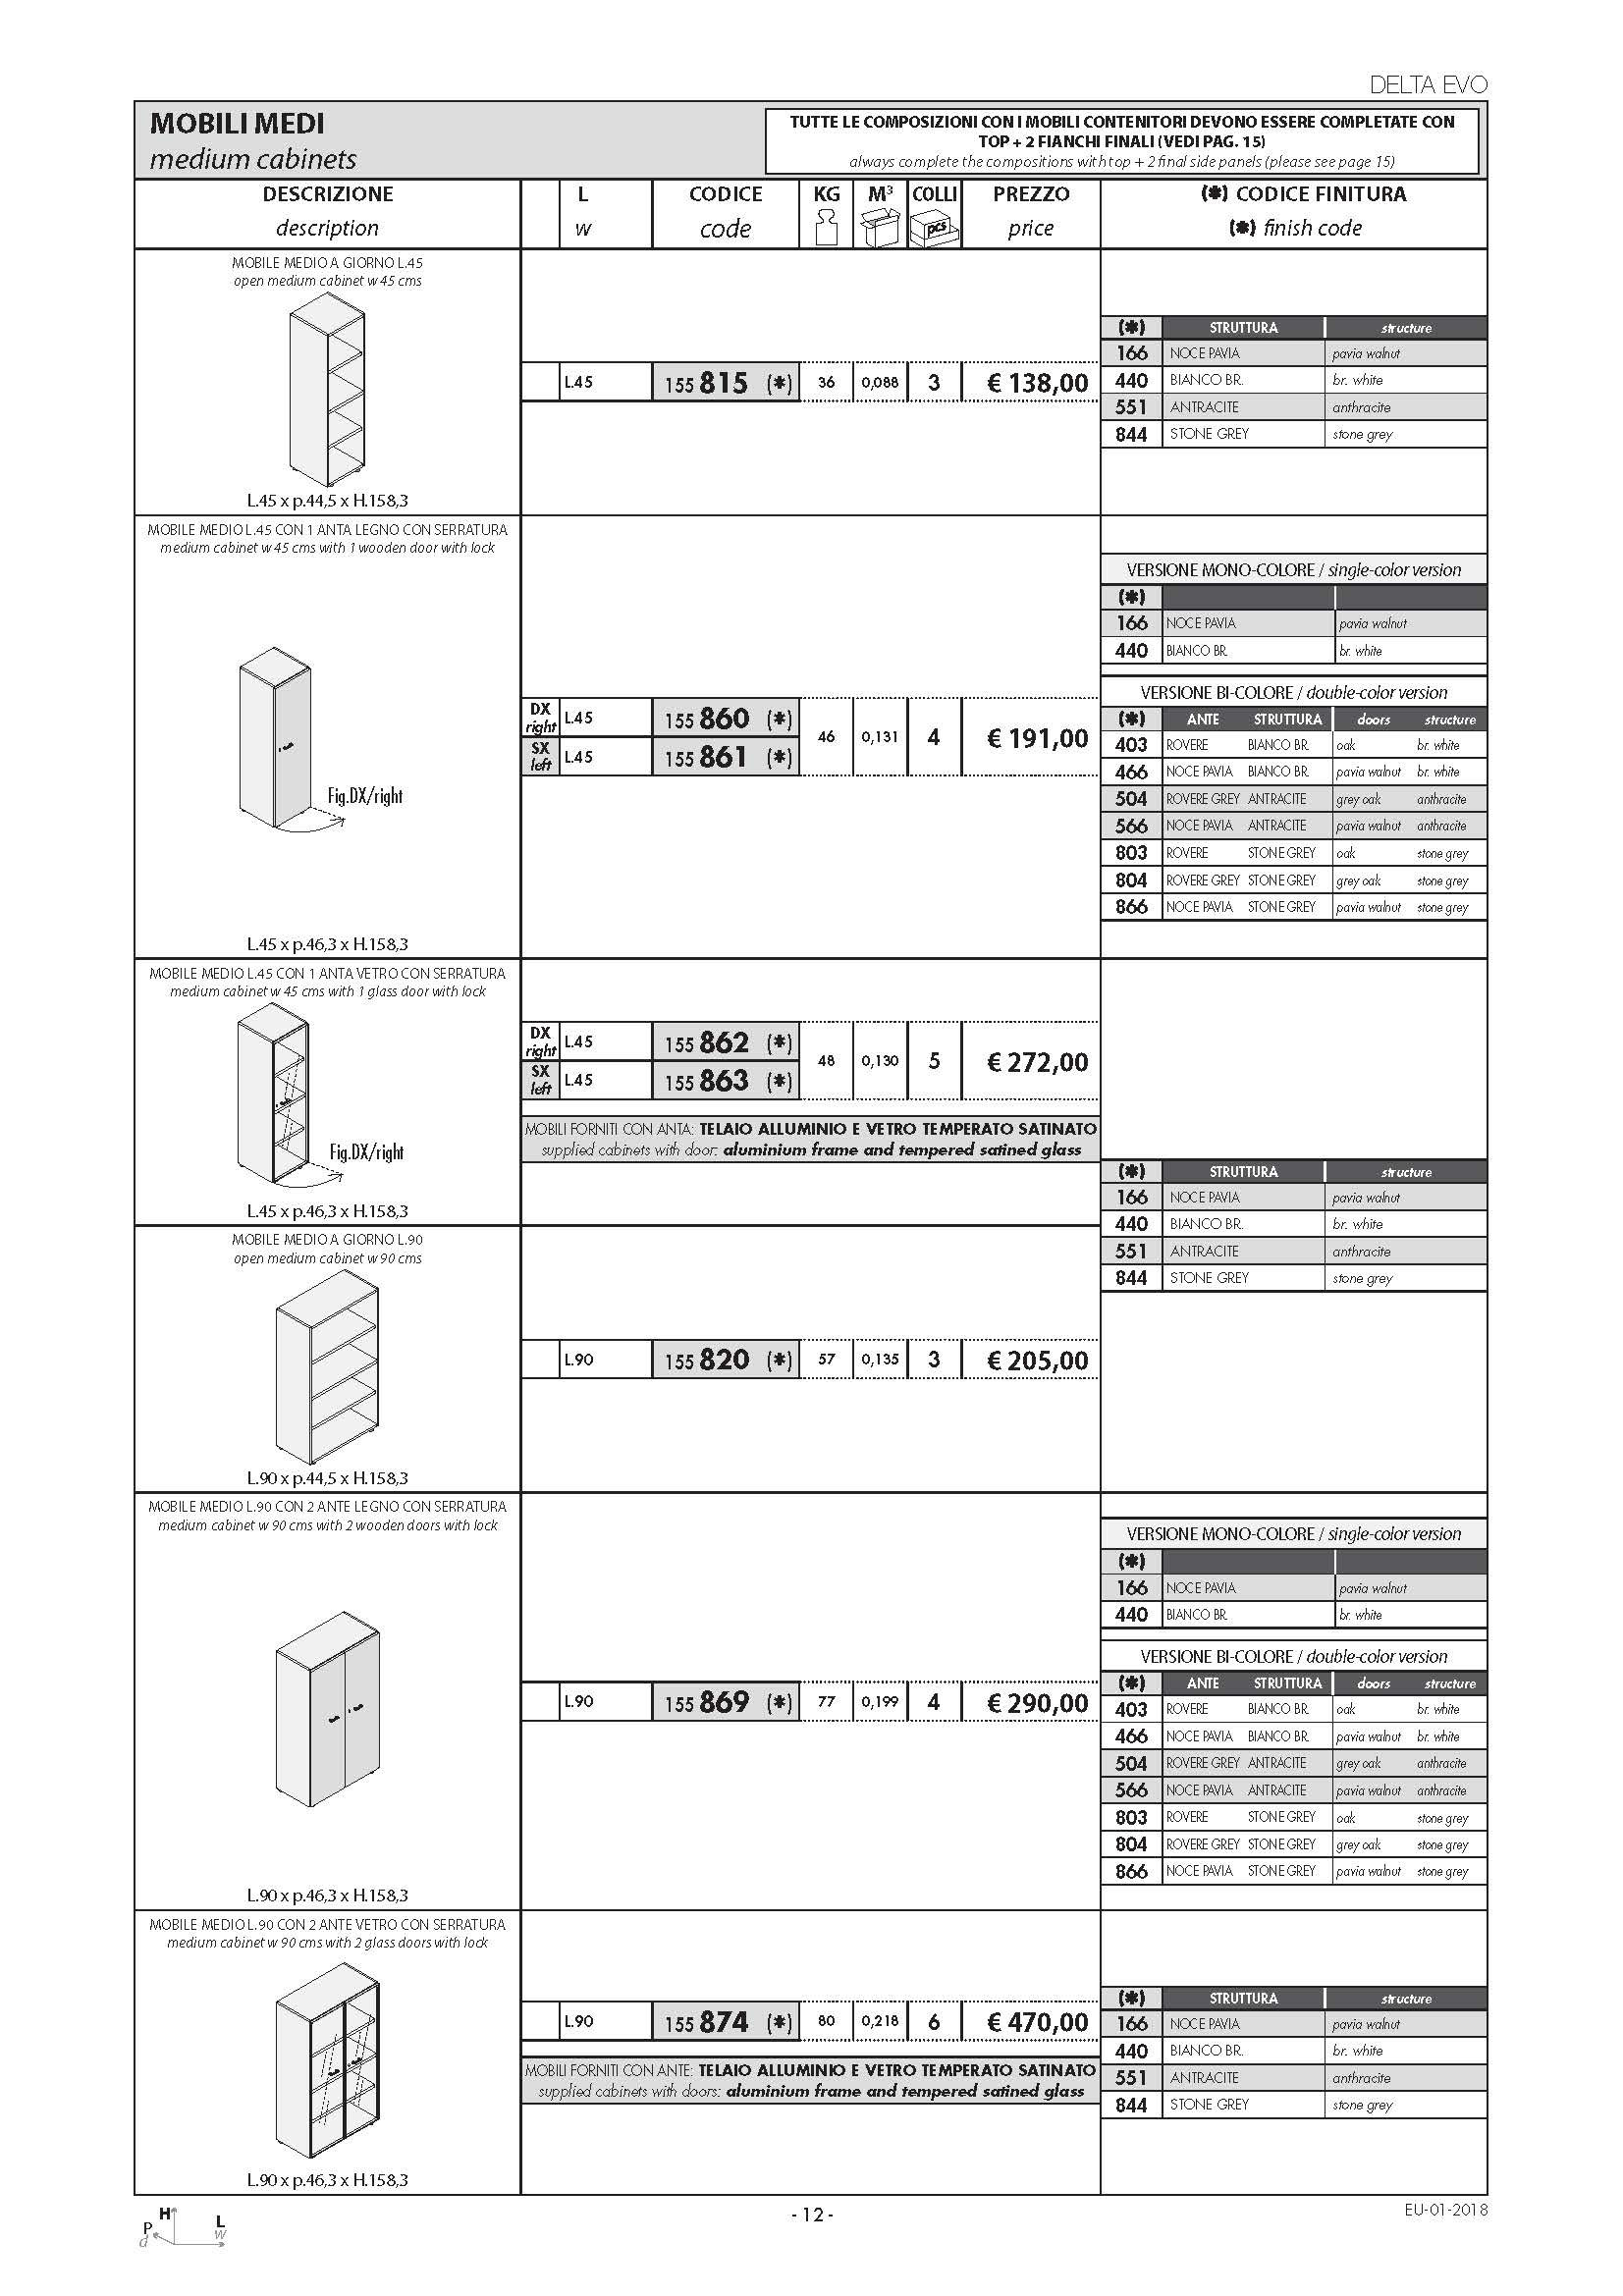 DELTA EVO
MOBILI MEDI
medium cabinets
TUTTE LE COMPOSIZIONI CON I MOBILI CONTENITORI DEVONO ESSERE COMPLETATE CON
TOP + 2 FIANCHI FINALI (VEDI PAG. 15)
always complete the compositions with top + 2 final side panels (please see page 15)
DESCRIZIONE L CODICE KG M³ COLLI PREZZO (*) CODICE FINITURA
description w code pcs price (*) finish code
MOBILE MEDIO A GIORNO L.45
open medium cabinet w 45 cms
L.45 155 815 (*) 36 0,088 3 € 138,00
L.45 x p.44,5 x H.158,3
(*) STRUTTURA structure
166 NOCE PAVIA pavia walnut
440 BIANCO BR. br. white
551 ANTRACITE anthracite
844 STONE GREY stone grey
MOBILE MEDIO L.45 CON 1 ANTA LEGNO CON SERRATURA
medium cabinet w 45 cms with 1 wooden door with lock
Fig.DX/right
L.45 x p.46,3 x H.158,3
DX right L.45 155 860 (*)
SX left L.45 155 861 (*)
46 0,131 4 € 191,00
VERSIONE MONO-COLORE / single-color version
(*)
166 NOCE PAVIA pavia walnut
440 BIANCO BR. br. white
VERSIONE BI-COLORE / double-color version
(*) ANTE STRUTTURA doors structure
403 ROVERE BIANCO BR. oak br. white
466 NOCE PAVIA BIANCO BR. pavia walnut br. white
504 ROVERE GREY ANTRACITE grey oak anthracite
566 NOCE PAVIA ANTRACITE pavia walnut anthracite
803 ROVERE STONE GREY oak stone grey
804 ROVERE GREY STONE GREY grey oak stone grey
866 NOCE PAVIA STONE GREY pavia walnut stone grey
MOBILE MEDIO L.45 CON 1 ANTA VETRO CON SERRATURA
medium cabinet w 45 cms with 1 glass door with lock
Fig.DX/right
L.45 x p.46,3 x H.158,3
DX right L.45 155 862 (*)
SX left L.45 155 863 (*)
48 0,130 5 € 272,00
MOBILI FORNITI CON ANTA: TELAIO ALLUMINIO E VETRO TEMPERATO SATINATO
supplied cabinets with door: aluminium frame and tempered satined glass
(*) STRUTTURA structure
166 NOCE PAVIA pavia walnut
440 BIANCO BR. br. white
551 ANTRACITE anthracite
844 STONE GREY stone grey
MOBILE MEDIO A GIORNO L.90
open medium cabinet w 90 cms
L.90 155 820 (*) 57 0,135 3 € 205,00
L.90 x p.44,5 x H.158,3
MOBILE MEDIO L.90 CON 2 ANTE LEGNO CON SERRATURA
medium cabinet w 90 cms with 2 wooden doors with lock
L.90 155 869 (*) 77 0,199 4 € 290,00
L.90 x p.46,3 x H.158,3
VERSIONE MONO-COLORE / single-color version
(*)
166 NOCE PAVIA pavia walnut
440 BIANCO BR. br. white
VERSIONE BI-COLORE / double-color version
(*) ANTE STRUTTURA doors structure
403 ROVERE BIANCO BR. oak br. white
466 NOCE PAVIA BIANCO BR. pavia walnut br. white
504 ROVERE GREY ANTRACITE grey oak anthracite
566 NOCE PAVIA ANTRACITE pavia walnut anthracite
803 ROVERE STONE GREY oak stone grey
804 ROVERE GREY STONE GREY grey oak stone grey
866 NOCE PAVIA STONE GREY pavia walnut stone grey
MOBILE MEDIO L.90 CON 2 ANTE VETRO CON SERRATURA
medium cabinet w 90 cms with 2 glass doors with lock
L.90 155 874 (*) 80 0,218 6 € 470,00
MOBILI FORNITI CON ANTE: TELAIO ALLUMINIO E VETRO TEMPERATO SATINATO
supplied cabinets with doors: aluminium frame and tempered satined glass
L.90 x p.46,3 x H.158,3
(*) STRUTTURA structure
166 NOCE PAVIA pavia walnut
440 BIANCO BR. br. white
551 ANTRACITE anthracite
844 STONE GREY stone grey
H
P L
d w
- 12 -
EU-01-2018